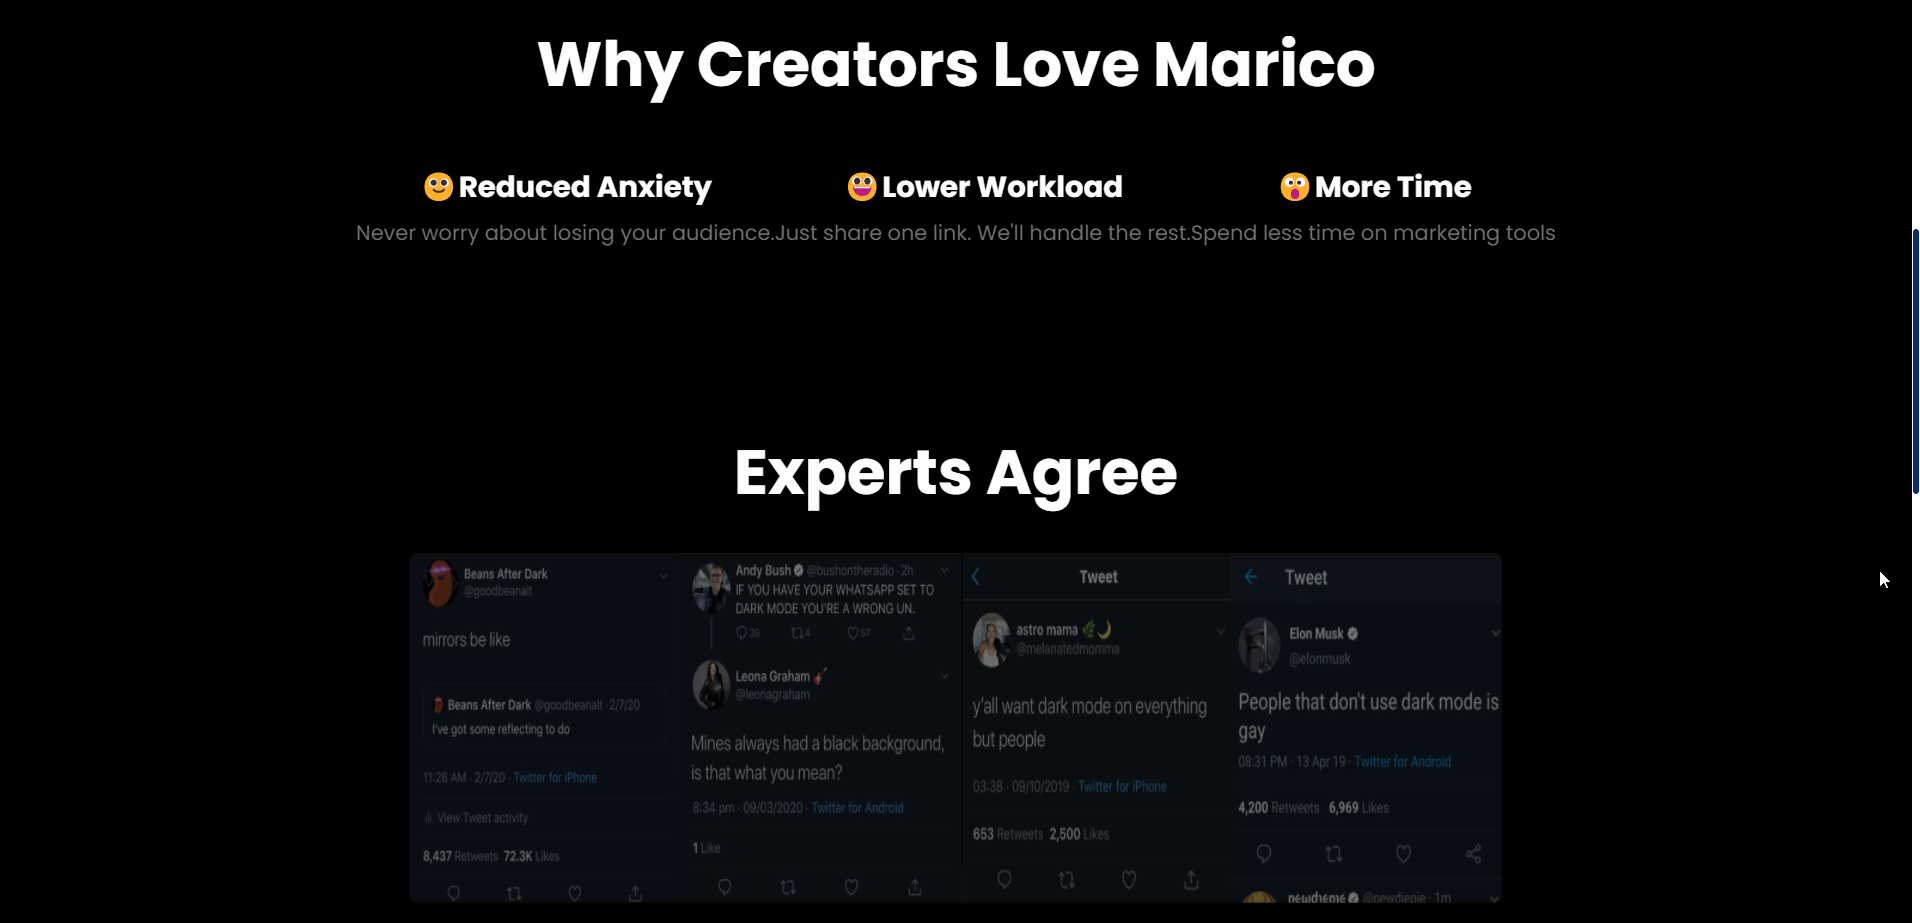 Why Creators Love Marico
Reduced Anxiety
Never worry about losing your audience.
Lower Workload
Just share one link. We'll handle the rest.
More Time
Spend less time on marketing tools
Experts Agree
Beans After Dark
@goodbeanalt
mirrors be like
Beans After Dark @goodbeanalt · 2/7/20
I've got some reflecting to do
11:26 AM · 2/7/20 · Twitter for iPhone
View Tweet activity
8,437 Retweets 72.3K Likes
Andy Bush @bushontheradio · 2h
IF YOU HAVE YOUR WHATSAPP SET TO
DARK MODE YOU'RE A WRONG UN.
39 4 67
Leona Graham
@leonagraham
Mines always had a black background,
is that what you mean?
8:34 pm · 09/03/2020 · Twitter for Android
1 Like
Tweet
astro mama
@melanatedmomma
y'all want dark mode on everything
but people
03:38 · 09/10/2019 · Twitter for iPhone
653 Retweets 2,500 Likes
Tweet
Elon Musk
@elonmusk
People that don't use dark mode is
gay
08:31 PM · 13 Apr 19 · Twitter for Android
4,200 Retweets 6,969 Likes
@pewdiepie · 1m